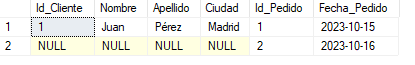 Id_Cliente Nombre Apellido Ciudad Id_Pedido Fecha_Pedido
1 1 Juan Pérez Madrid 1 2023-10-15
2 NULL NULL NULL NULL 2 2023-10-16